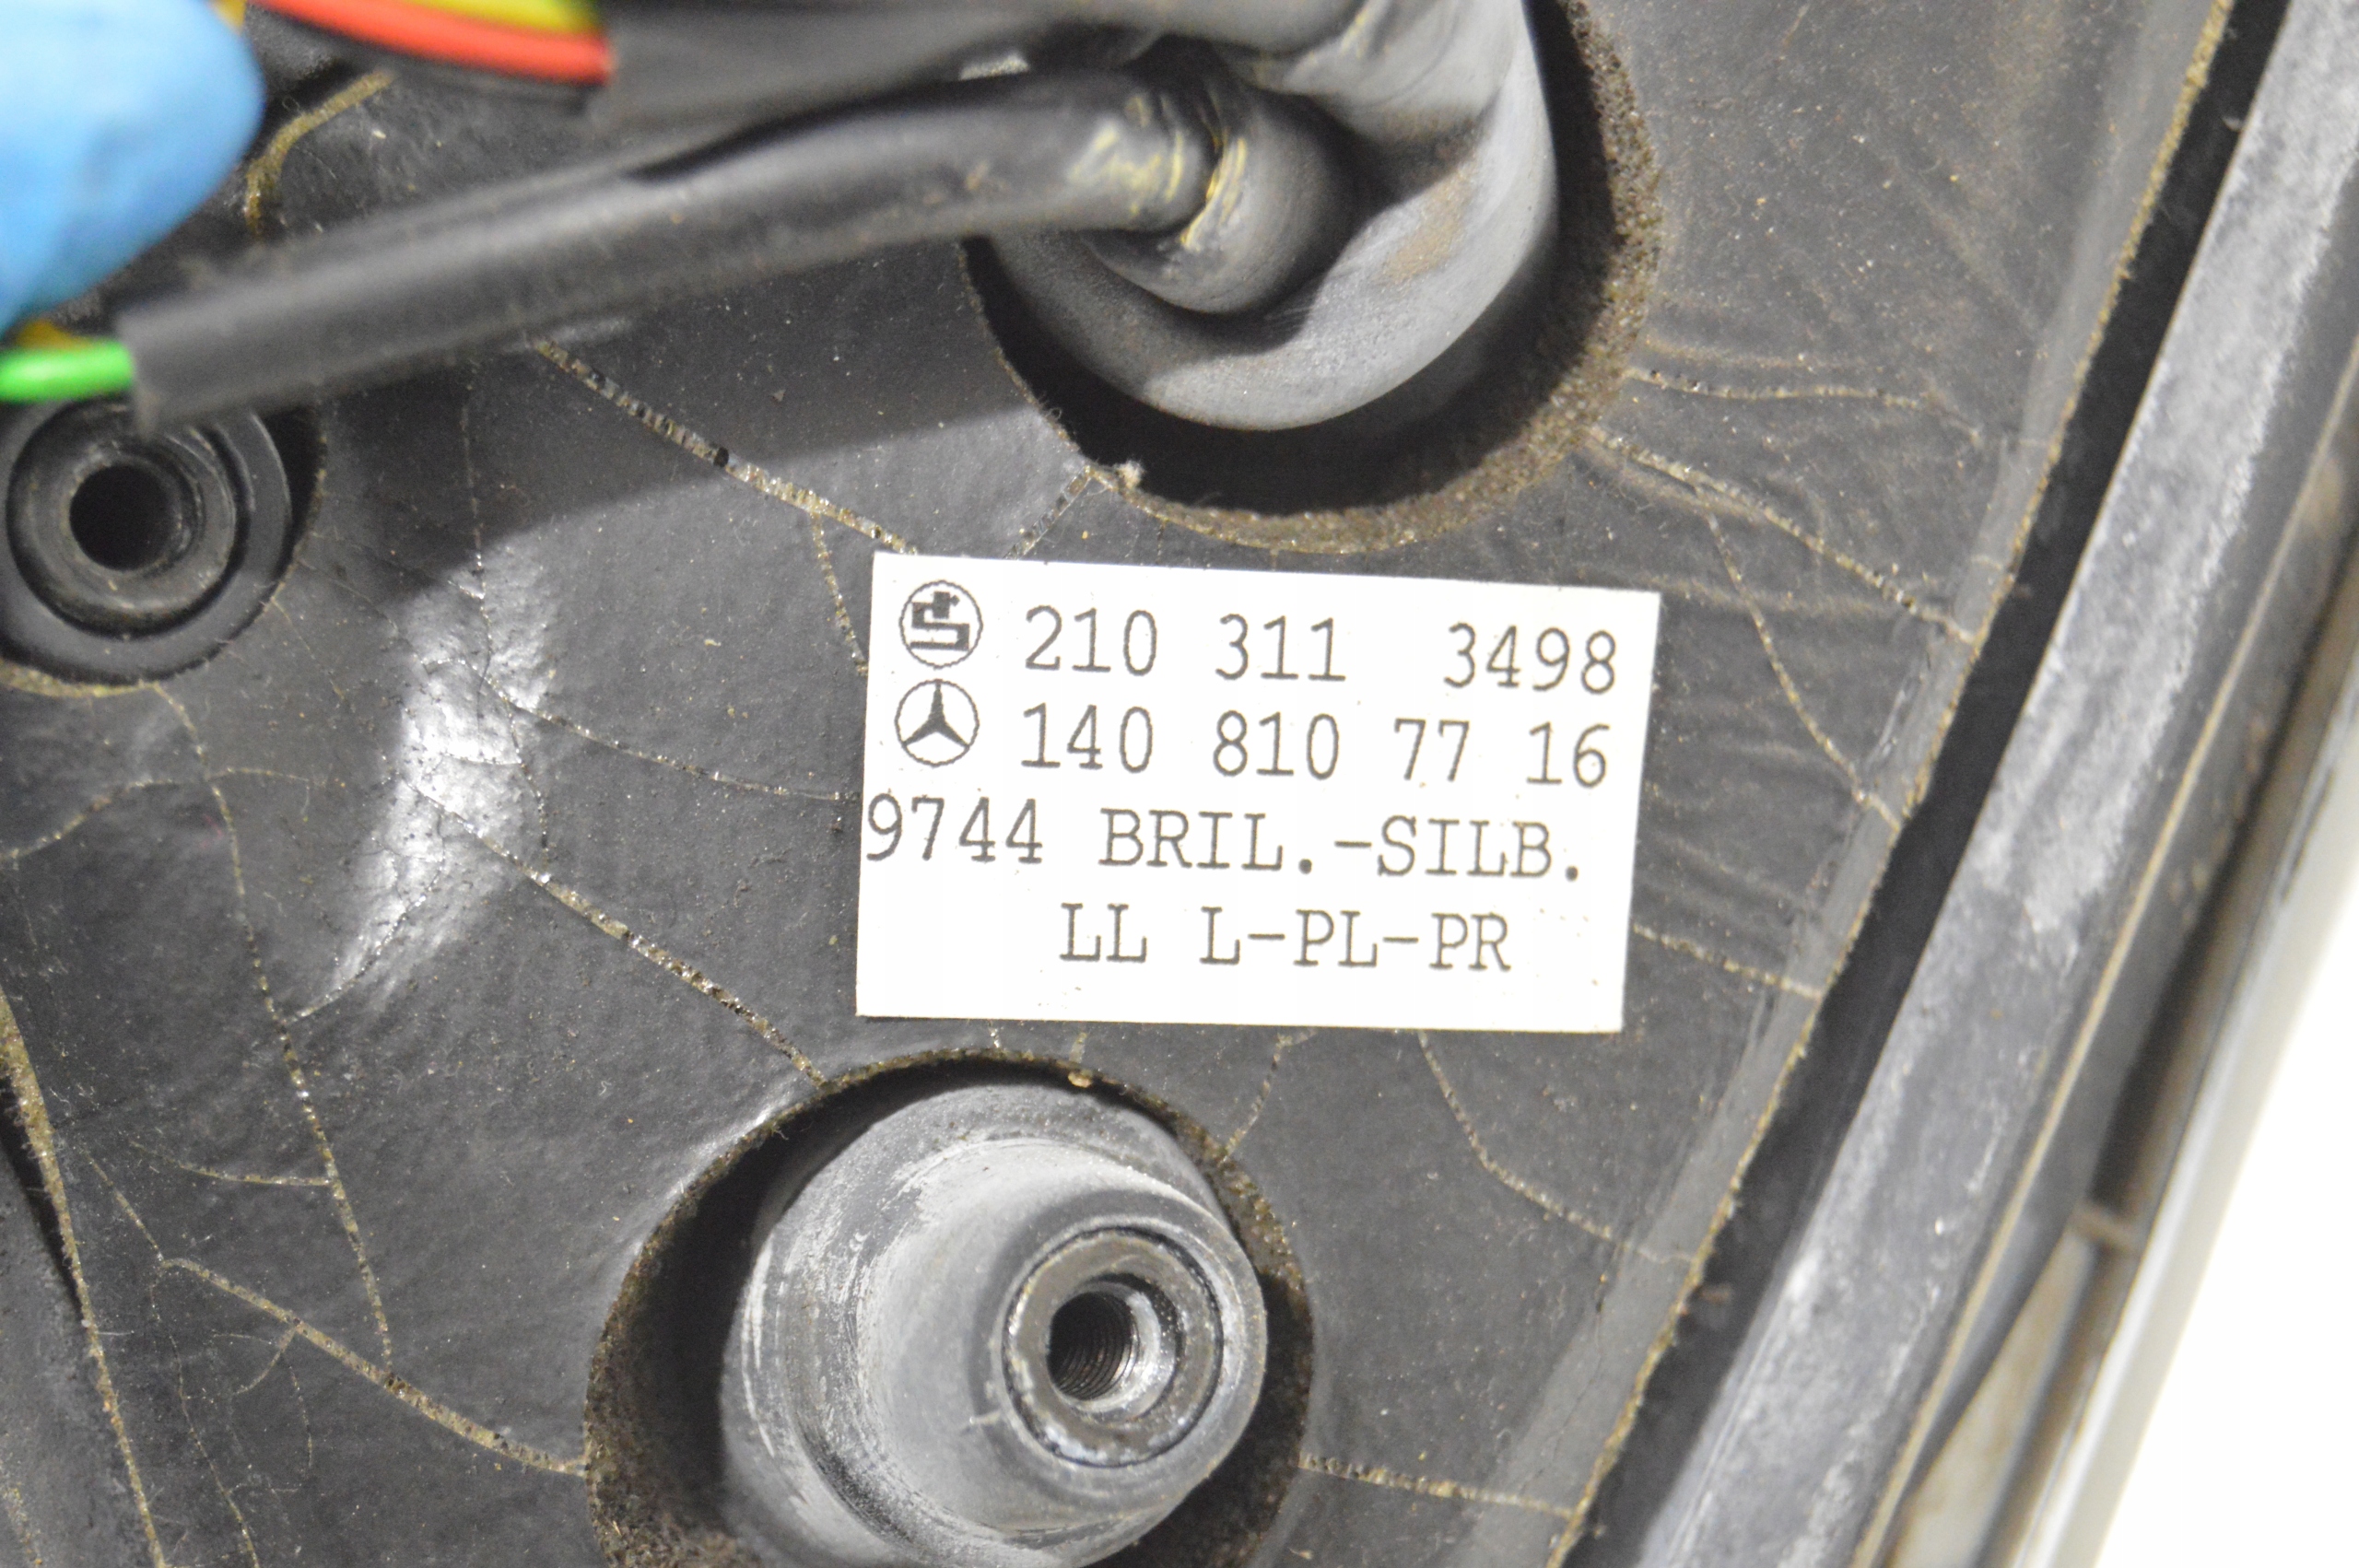 210 311 3498
140 810 77 16
9744 BRIL.-SILB.
LL L-PL-PR